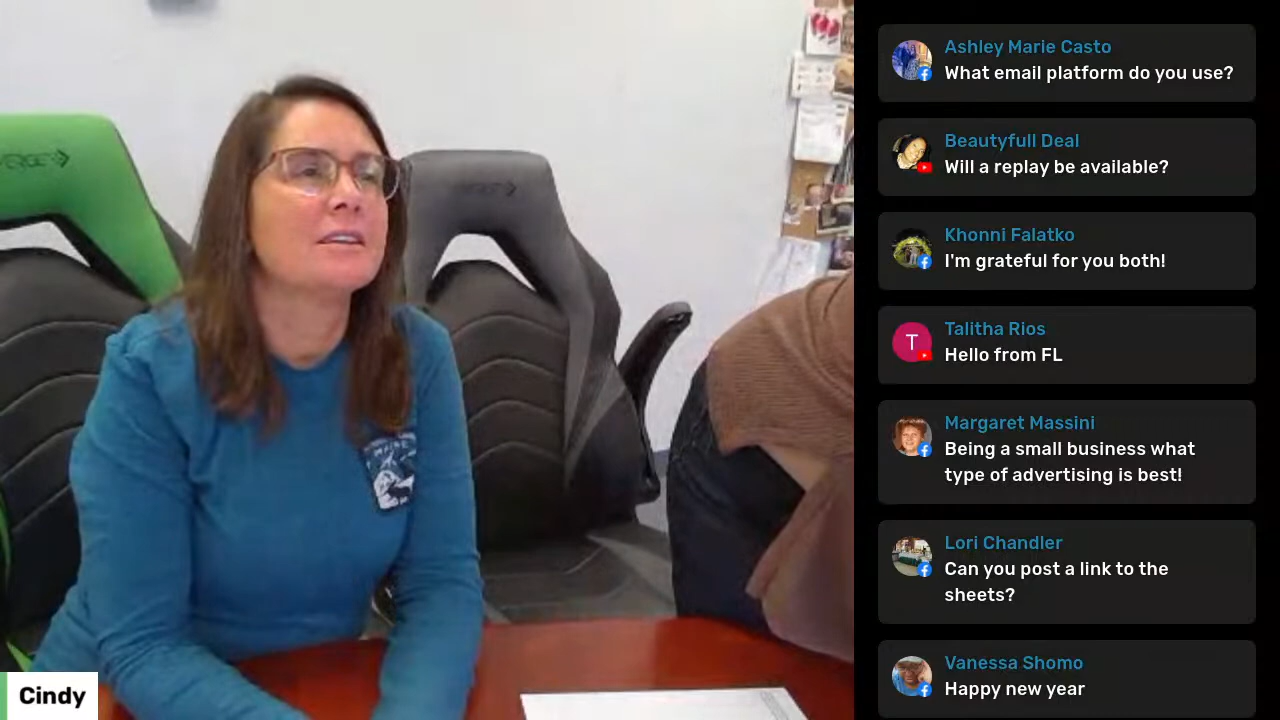 Ashley Marie Casto
What email platform do you use?
Beautyfull Deal
Will a replay be available?
Khonni Falatko
I'm grateful for you both!
T
Talitha Rios
Hello from FL
Margaret Massini
Being a small business what
type of advertising is best!
Lori Chandler
Can you post a link to the
sheets?
Vanessa Shomo
Happy new year
Cindy